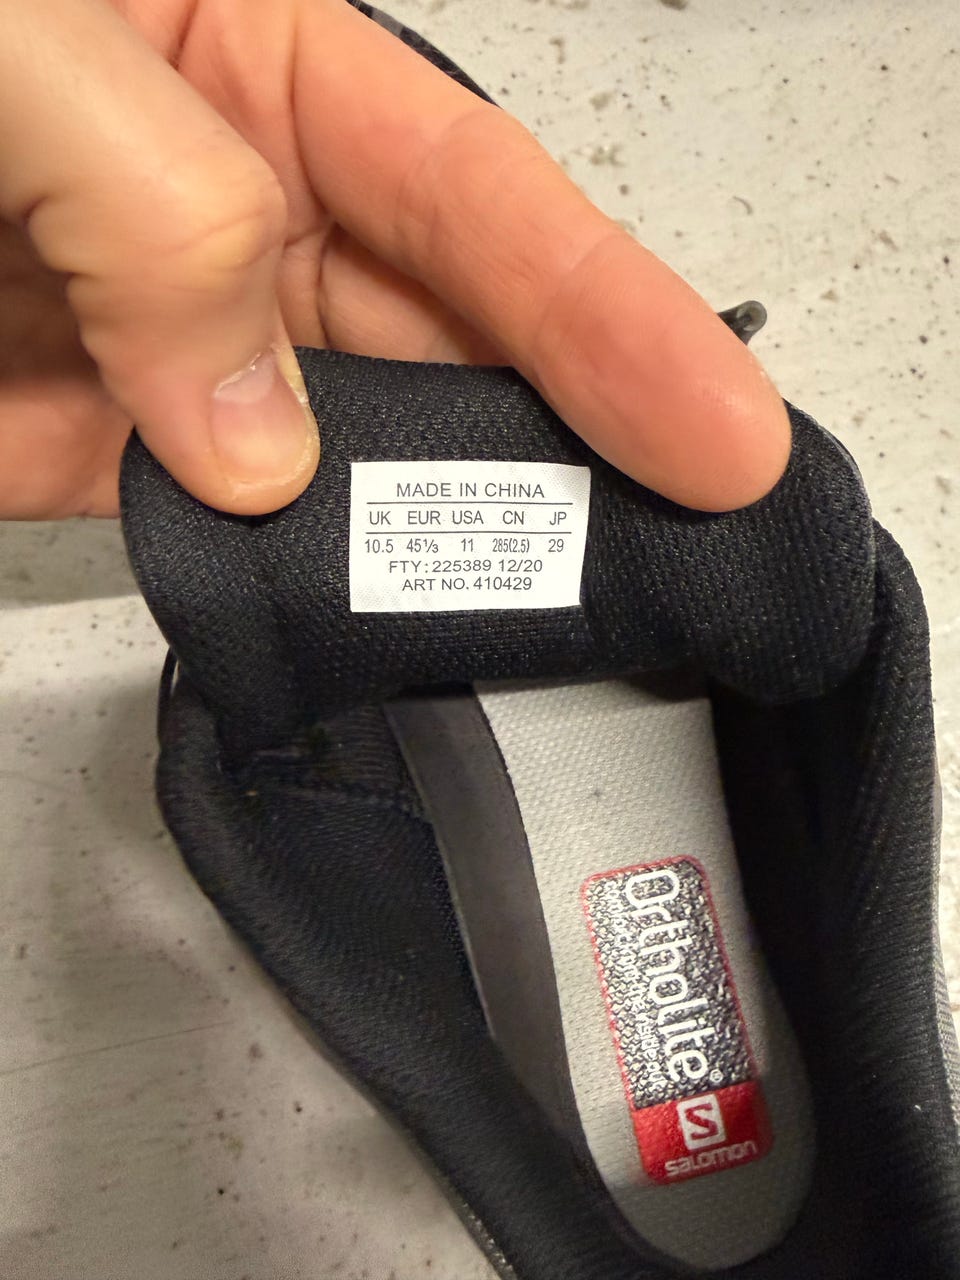 MADE IN CHINA
UK EUR USA CN JP
10.5 45⅓ 11 285(2.5) 29
FTY: 225389 12/20
ART NO. 410429
Ortholite®
salomon